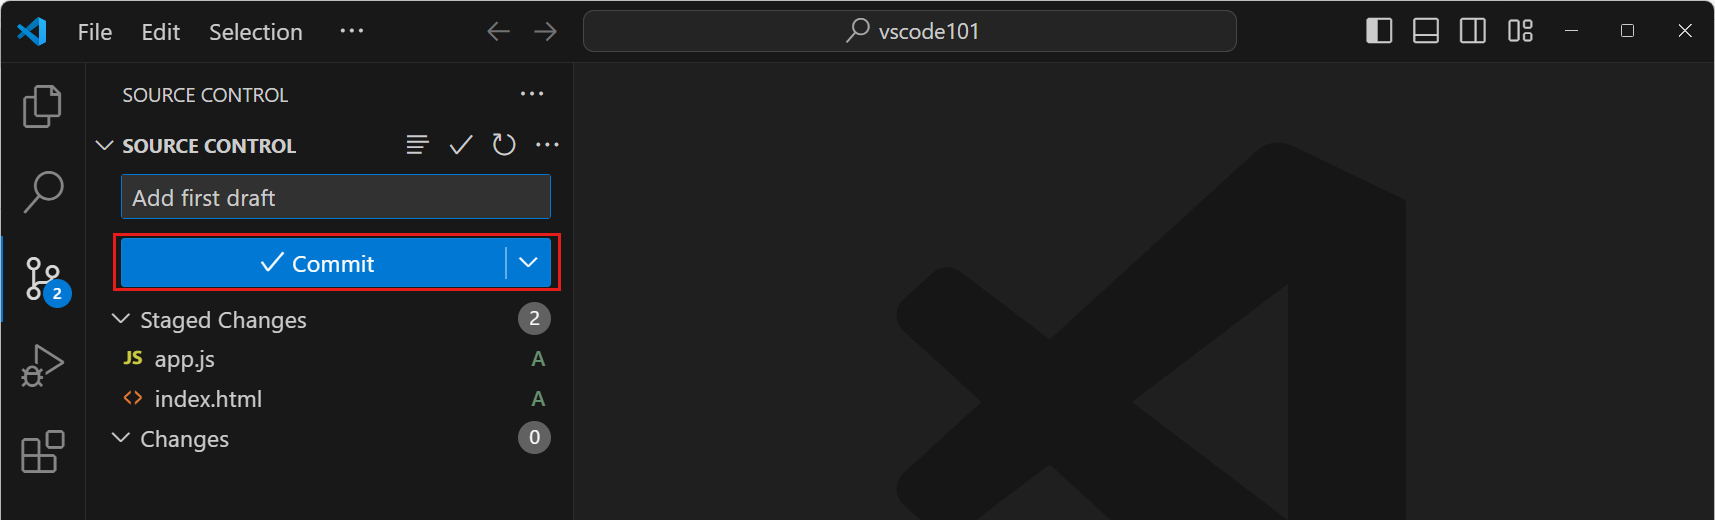 File Edit Selection ···
vscode101
SOURCE CONTROL ···
SOURCE CONTROL ···
Add first draft
Commit
Staged Changes 2
2
JS app.js A
<> index.html A
Changes 0